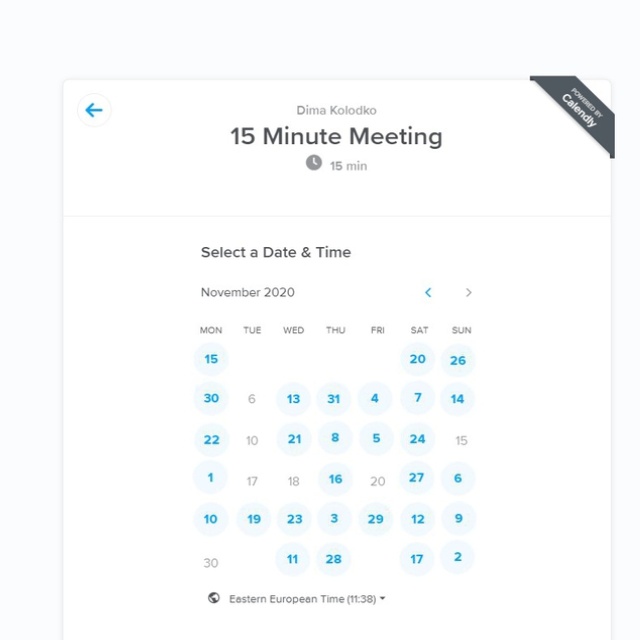 POWERED BY
Calendly
Dima Kolodko
15 Minute Meeting
15 min
Select a Date & Time
November 2020
MON TUE WED THU FRI SAT SUN
15 20 26
30 6 13 31 4 7 14
22 10 21 8 5 24 15
1 17 18 16 20 27 6
10 19 23 3 29 12 9
30 11 28 17 2
Eastern European Time (11:38)